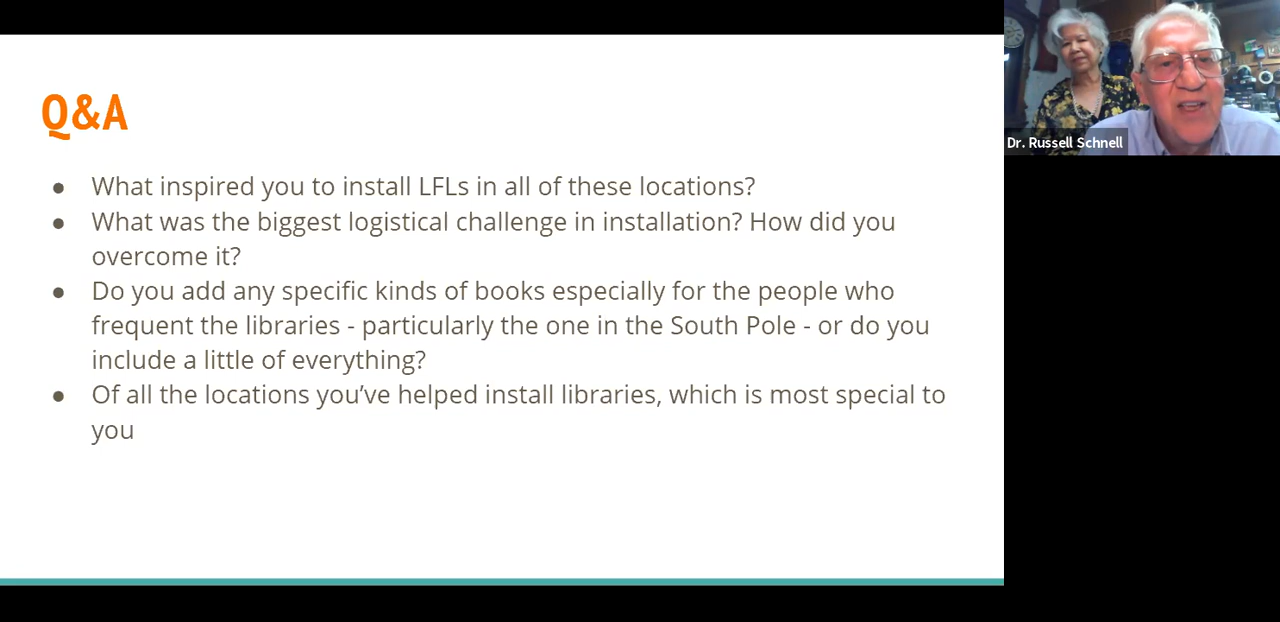 Q&A
● What inspired you to install LFLs in all of these locations?
● What was the biggest logistical challenge in installation? How did you
overcome it?
● Do you add any specific kinds of books especially for the people who
frequent the libraries - particularly the one in the South Pole - or do you
include a little of everything?
● Of all the locations you’ve helped install libraries, which is most special to
you
Dr. Russell Schnell